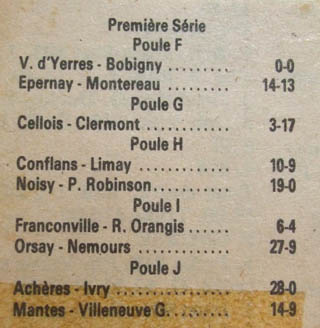 Première Série
Poule F
V. d'Yerres - Bobigny .......... 0-0
Epernay - Montereau .......... 14-13
Poule G
Cellois - Clermont ............. 3-17
Poule H
Conflans - Limay .............. 10-9
Noisy - P. Robinson............ 19-0
Poule I
Franconville - R. Orangis ...... 6-4
Orsay - Nemours ............... 27-9
Poule J
Achères - Ivry ................. 28-0
Mantes - Villeneuve G. ......... 14-9